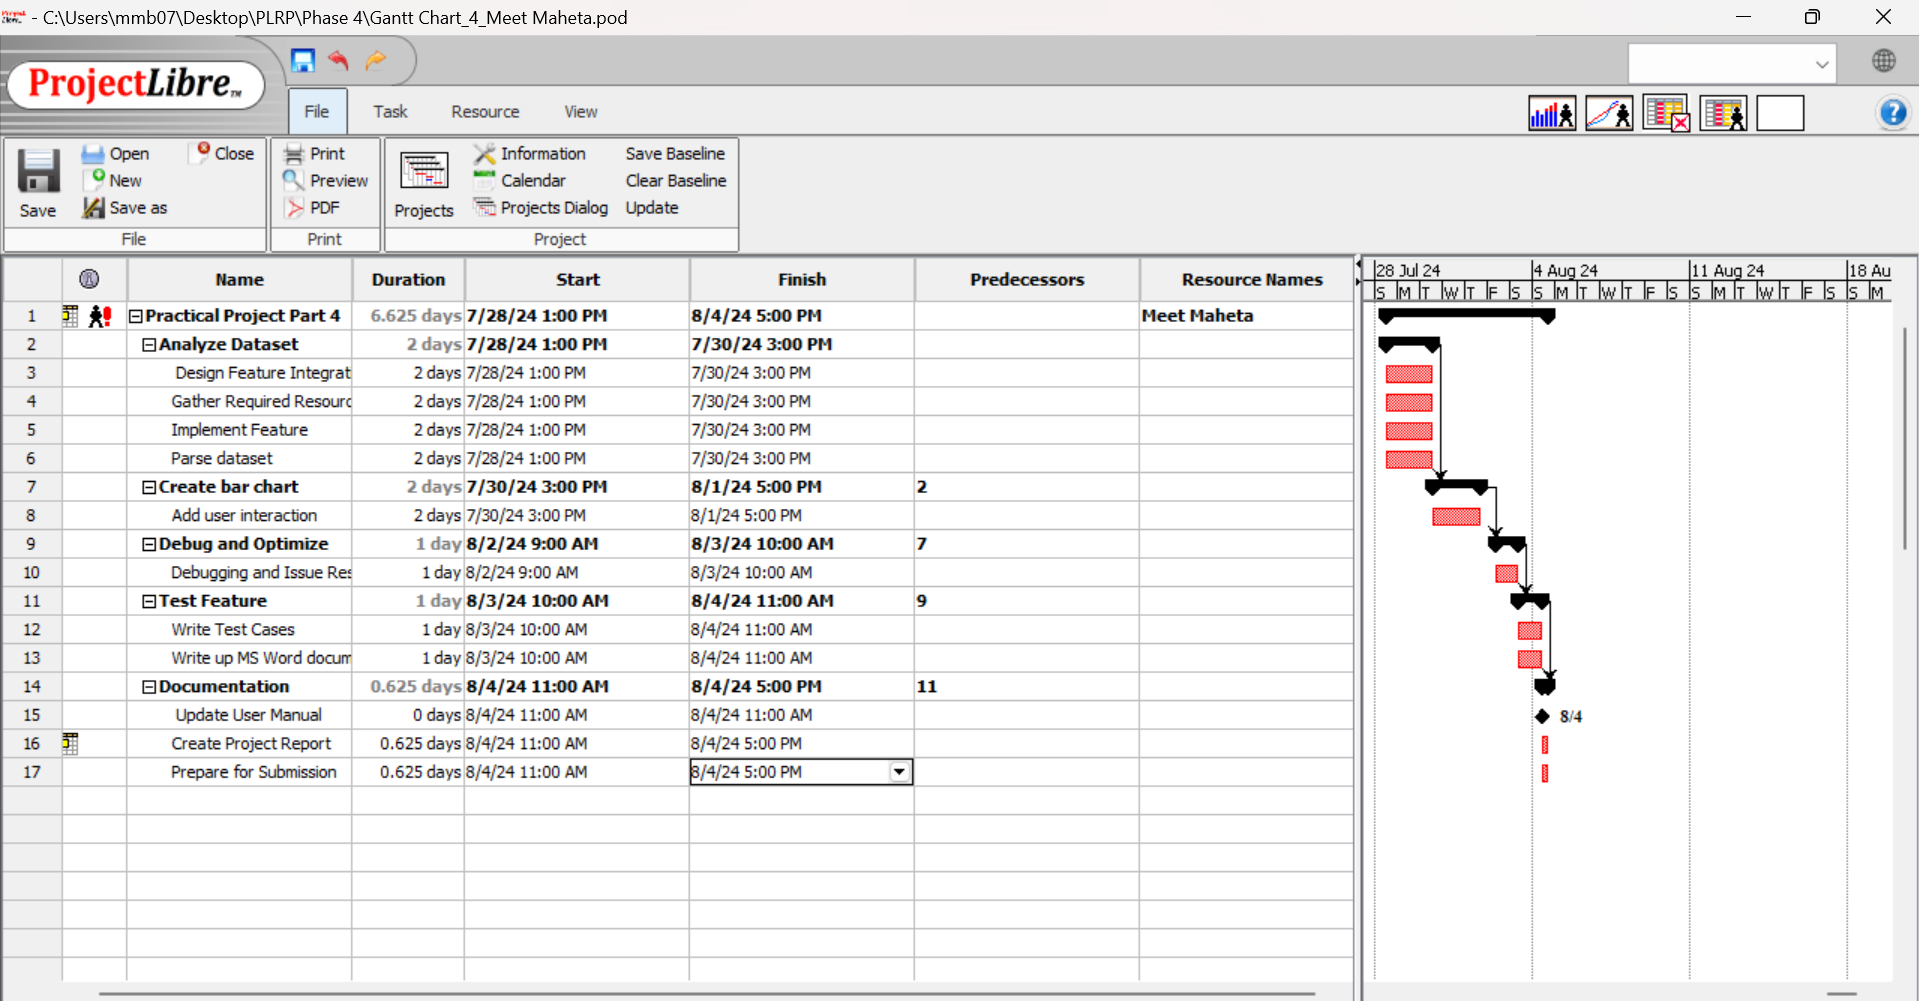 - C:\Users\mmb07\Desktop\PLRP\Phase 4\Gantt Chart_4_Meet Maheta.pod
ProjectLibre™
File Task Resource View
Save Open New Save as Close
File
Print Preview PDF
Print
Projects Information Calendar Projects Dialog Save Baseline Clear Baseline Update
Project
Name Duration Start Finish Predecessors Resource Names
28 Jul 24 4 Aug 24 11 Aug 24 18 Au
S M T W T F S S M T W T F S S M T W T F S S M
1 Practical Project Part 4 6.625 days 7/28/24 1:00 PM 8/4/24 5:00 PM Meet Maheta
2 Analyze Dataset 2 days 7/28/24 1:00 PM 7/30/24 3:00 PM
3 Design Feature Integrat 2 days 7/28/24 1:00 PM 7/30/24 3:00 PM
4 Gather Required Resourc 2 days 7/28/24 1:00 PM 7/30/24 3:00 PM
5 Implement Feature 2 days 7/28/24 1:00 PM 7/30/24 3:00 PM
6 Parse dataset 2 days 7/28/24 1:00 PM 7/30/24 3:00 PM
7 Create bar chart 2 days 7/30/24 3:00 PM 8/1/24 5:00 PM 2
8 Add user interaction 2 days 7/30/24 3:00 PM 8/1/24 5:00 PM
9 Debug and Optimize 1 day 8/2/24 9:00 AM 8/3/24 10:00 AM 7
10 Debugging and Issue Res 1 day 8/2/24 9:00 AM 8/3/24 10:00 AM
11 Test Feature 1 day 8/3/24 10:00 AM 8/4/24 11:00 AM 9
12 Write Test Cases 1 day 8/3/24 10:00 AM 8/4/24 11:00 AM
13 Write up MS Word docum 1 day 8/3/24 10:00 AM 8/4/24 11:00 AM
14 Documentation 0.625 days 8/4/24 11:00 AM 8/4/24 5:00 PM 11
15 Update User Manual 0 days 8/4/24 11:00 AM 8/4/24 11:00 AM 8/4
16 Create Project Report 0.625 days 8/4/24 11:00 AM 8/4/24 5:00 PM
17 Prepare for Submission 0.625 days 8/4/24 11:00 AM 8/4/24 5:00 PM